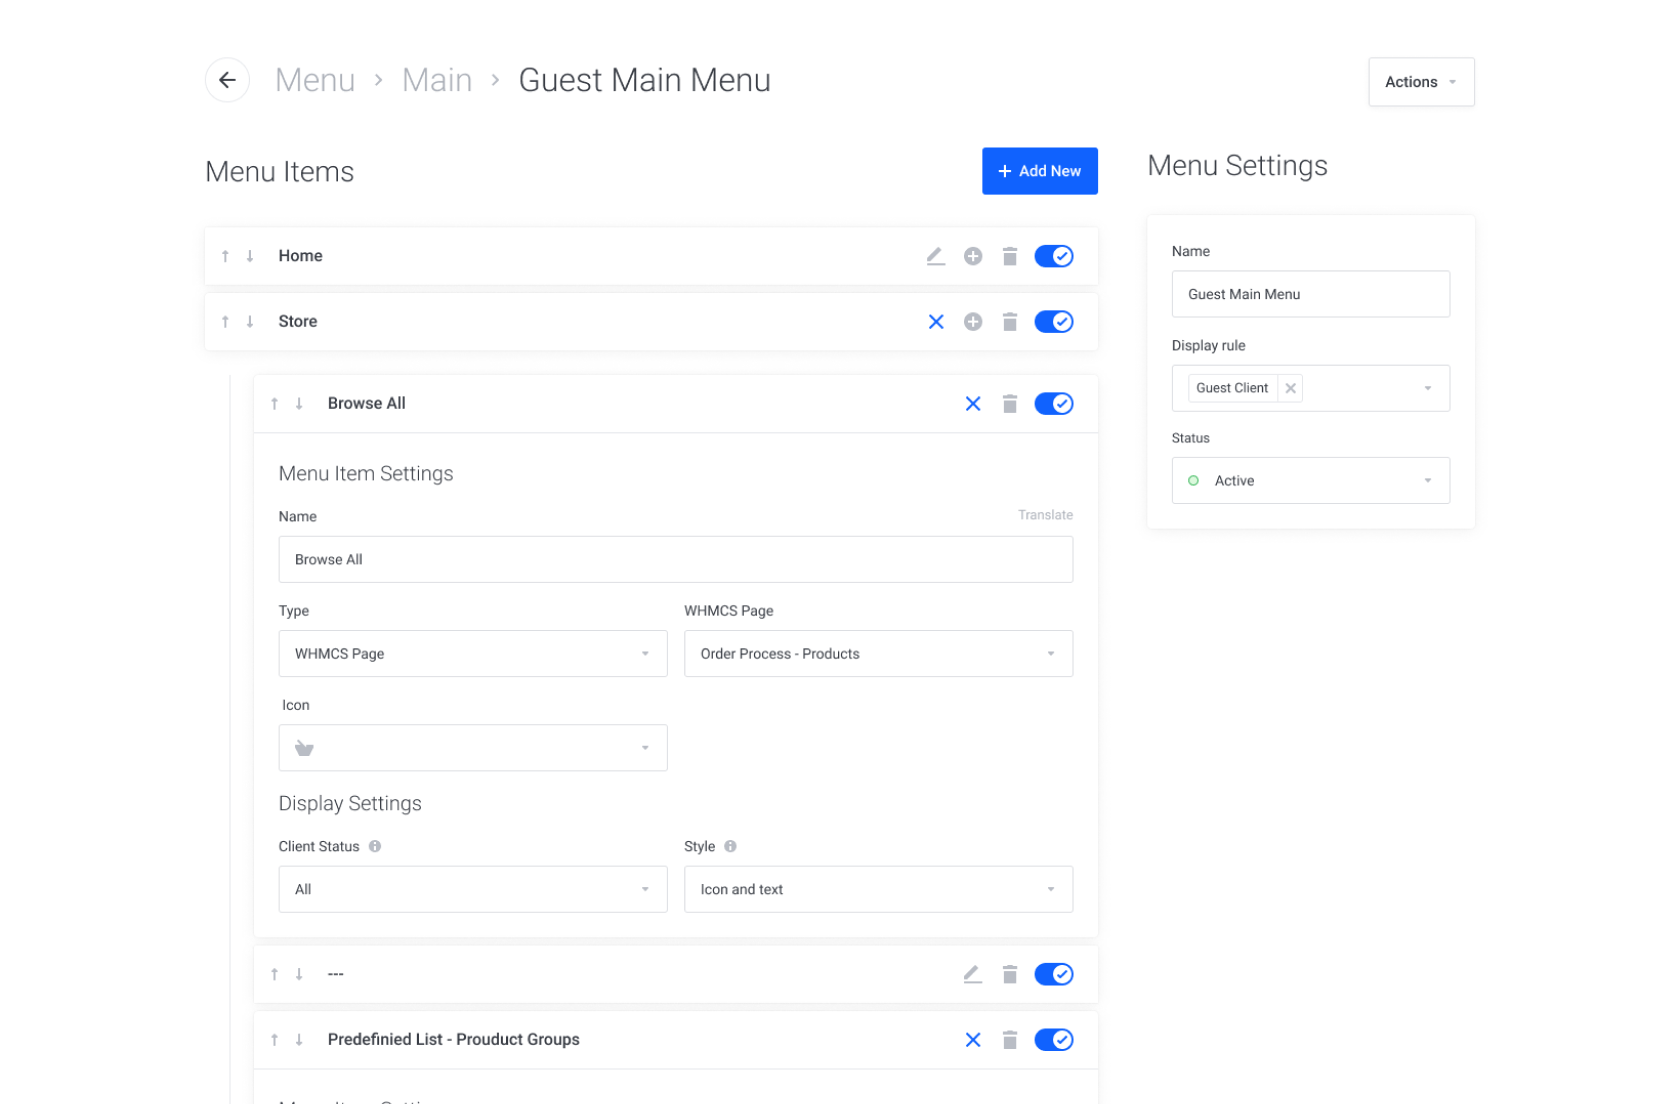 Menu > Main > Guest Main Menu
Actions
Menu Items
+ Add New
Menu Settings
Home
Store
Browse All
Menu Item Settings
Name
Translate
Browse All
Type
WHMCS Page
WHMCS Page
Order Process - Products
Icon
Display Settings
Client Status
Style
All
Icon and text
---
Predefinied List - Prouduct Groups
Name
Guest Main Menu
Display rule
Guest Client
Status
Active